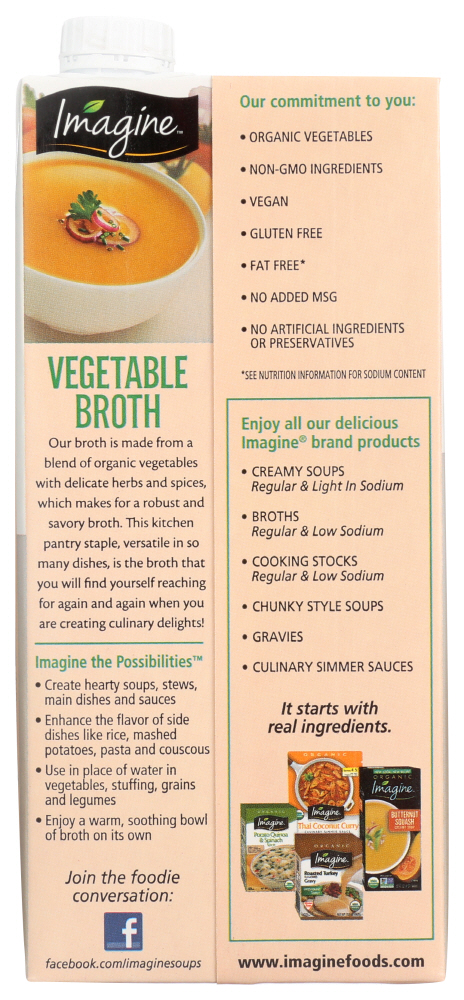 Imagine™
VEGETABLE
BROTH
Our broth is made from a
blend of organic vegetables
with delicate herbs and spices,
which makes for a robust and
savory broth. This kitchen
pantry staple, versatile in so
many dishes, is the broth that
you will find yourself reaching
for again and again when you
are creating culinary delights!
Imagine the Possibilities™
• Create hearty soups, stews,
main dishes and sauces
• Enhance the flavor of side
dishes like rice, mashed
potatoes, pasta and couscous
• Use in place of water in
vegetables, stuffing, grains
and legumes
• Enjoy a warm, soothing bowl
of broth on its own
Join the foodie
conversation:
f
facebook.com/imaginesoups
Our commitment to you:
• ORGANIC VEGETABLES
• NON-GMO INGREDIENTS
• VEGAN
• GLUTEN FREE
• FAT FREE*
• NO ADDED MSG
• NO ARTIFICIAL INGREDIENTS
OR PRESERVATIVES
*SEE NUTRITION INFORMATION FOR SODIUM CONTENT
Enjoy all our delicious
Imagine® brand products
• CREAMY SOUPS
Regular & Light In Sodium
• BROTHS
Regular & Low Sodium
• COOKING STOCKS
Regular & Low Sodium
• CHUNKY STYLE SOUPS
• GRAVIES
• CULINARY SIMMER SAUCES
It starts with
real ingredients.
ORGANIC
Imagine
Thai Coconut Curry
ORGANIC
Imagine
Potato Quinoa
& Spinach
ORGANIC
Imagine
Roasted Turkey
Gravy
ORGANIC
Imagine
BUTTERNUT
SQUASH
www.imaginefoods.com